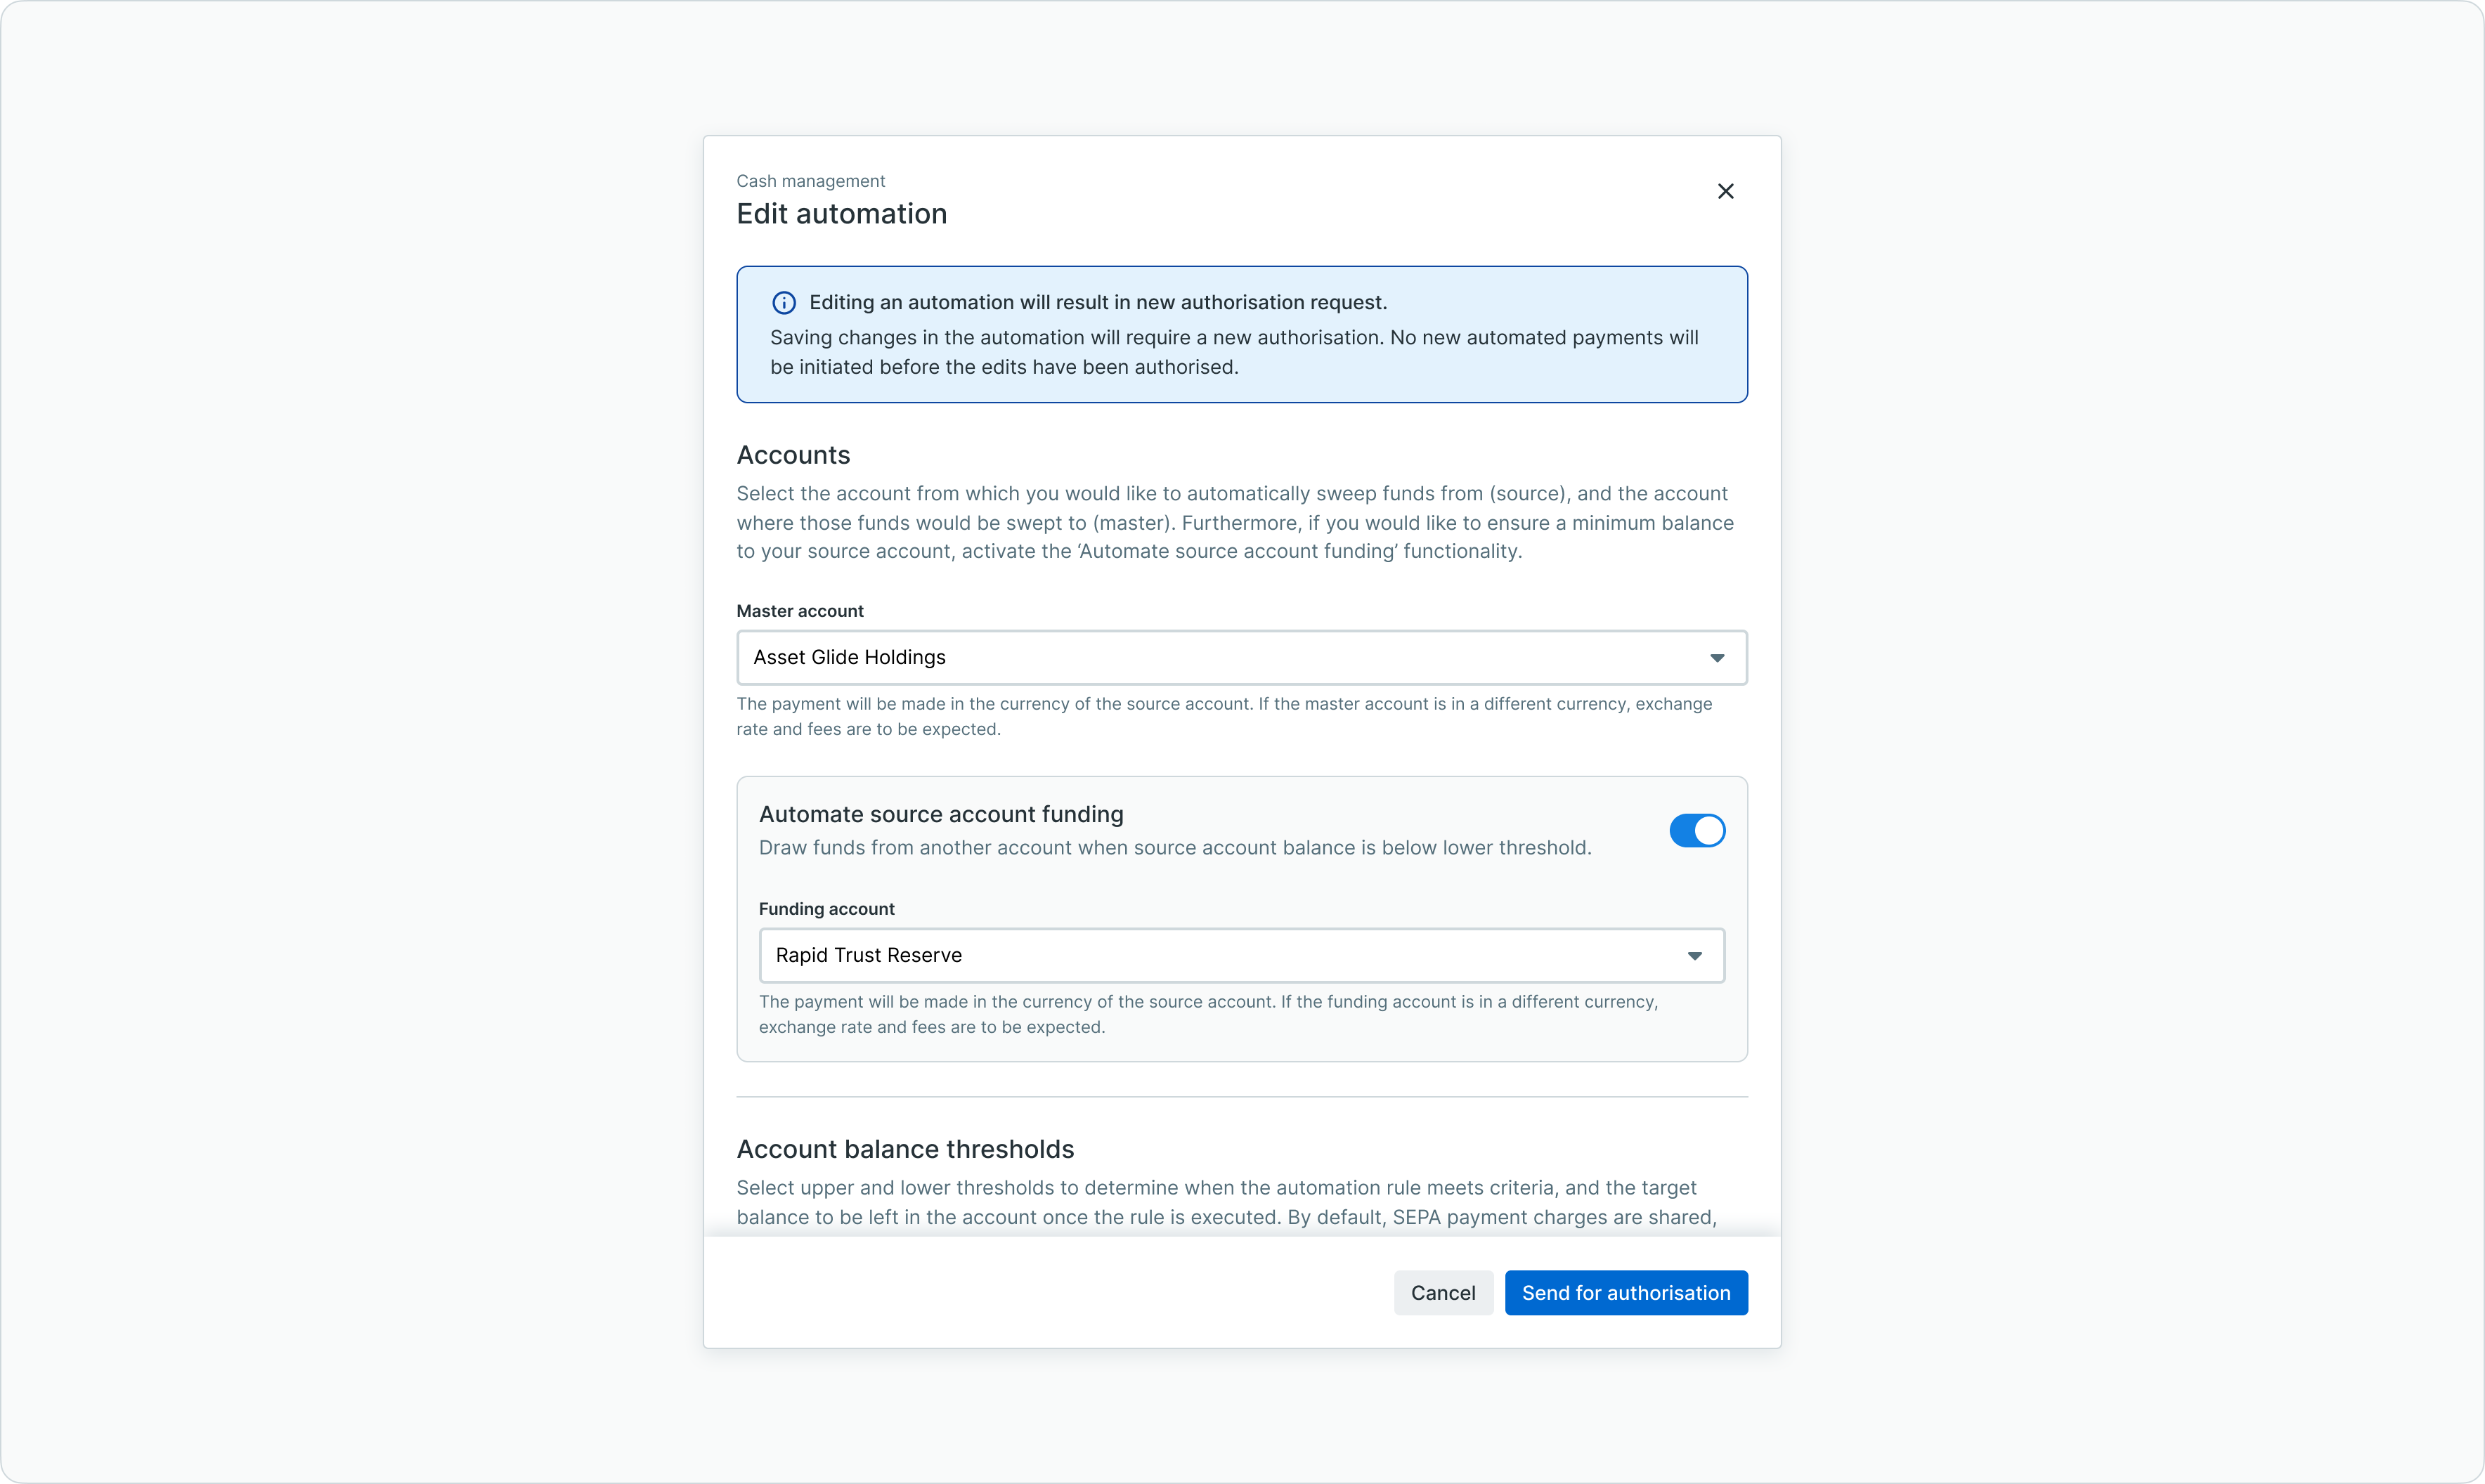 Cash management
Edit automation
Editing an automation will result in new authorisation request.
Saving changes in the automation will require a new authorisation. No new automated payments will
be initiated before the edits have been authorised.
Accounts
Select the account from which you would like to automatically sweep funds from (source), and the account
where those funds would be swept to (master). Furthermore, if you would like to ensure a minimum balance
to your source account, activate the ‘Automate source account funding’ functionality.
Master account
Asset Glide Holdings
The payment will be made in the currency of the source account. If the master account is in a different currency, exchange
rate and fees are to be expected.
Automate source account funding
Draw funds from another account when source account balance is below lower threshold.
Funding account
Rapid Trust Reserve
The payment will be made in the currency of the source account. If the funding account is in a different currency,
exchange rate and fees are to be expected.
Account balance thresholds
Select upper and lower thresholds to determine when the automation rule meets criteria, and the target
balance to be left in the account once the rule is executed. By default, SEPA payment charges are shared,
Cancel
Send for authorisation